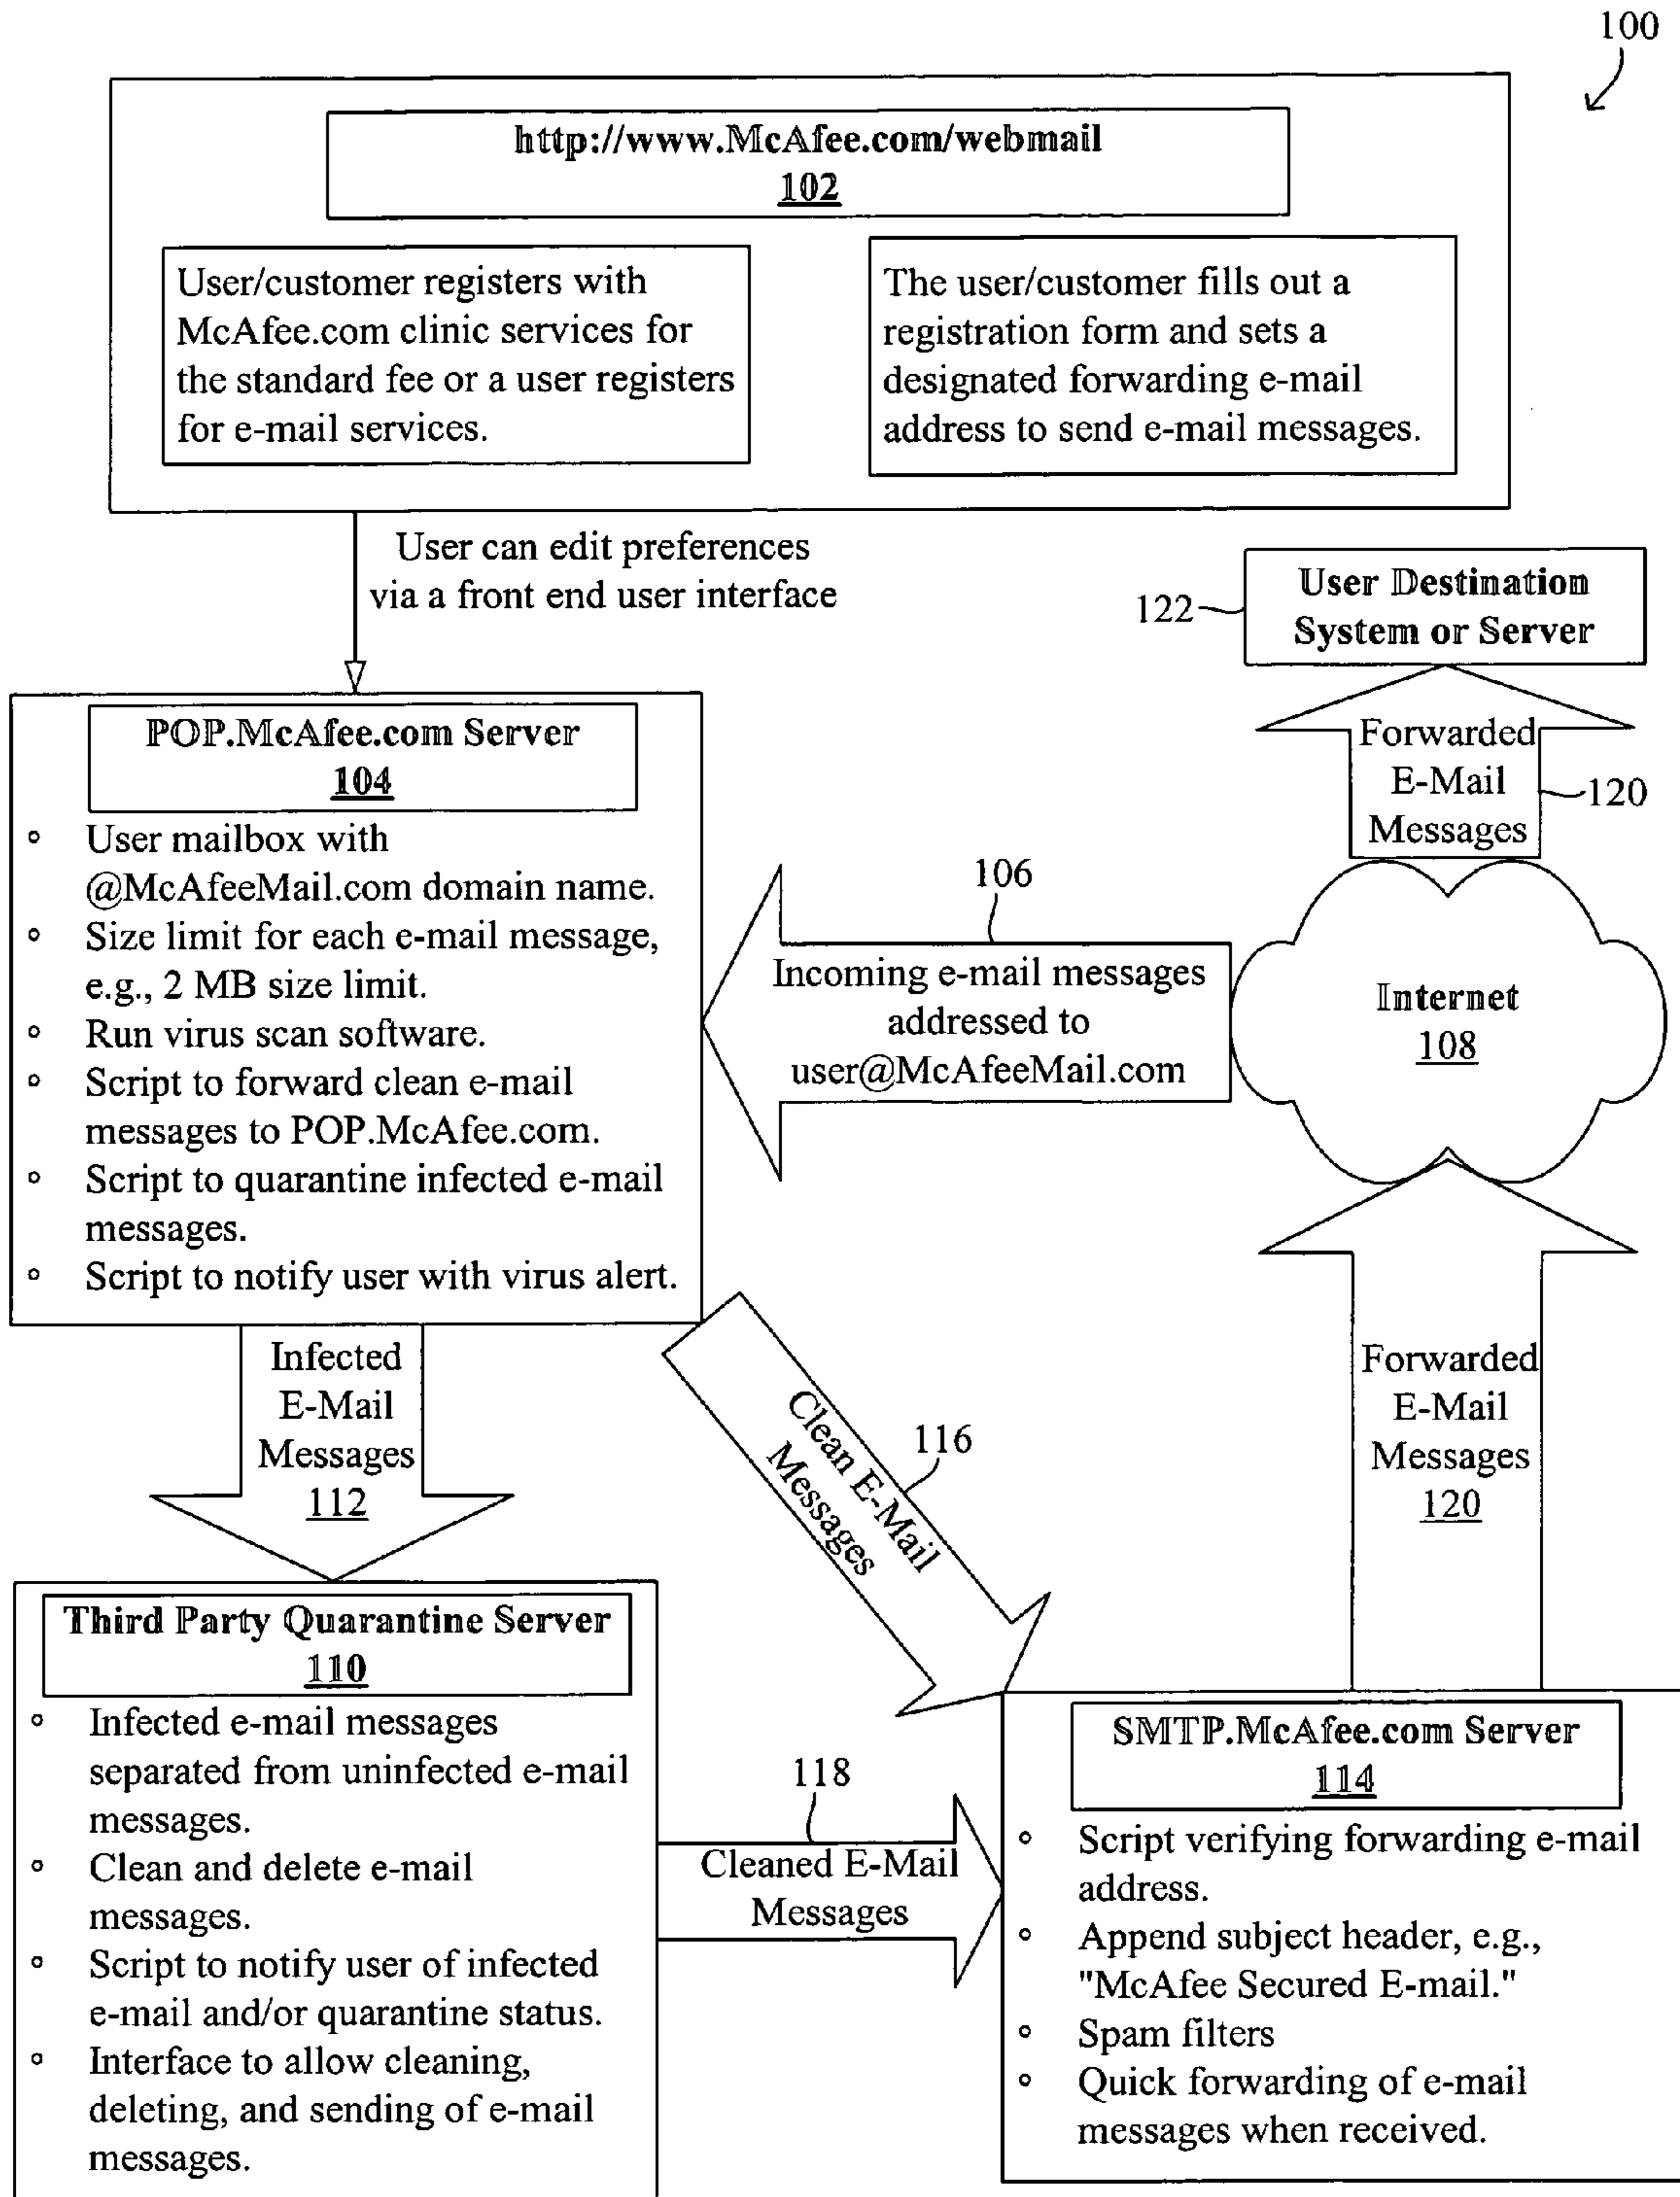 100
http://www.McAfee.com/webmail
102
User/customer registers with
McAfee.com clinic services for
the standard fee or a user registers
for e-mail services.
The user/customer fills out a
registration form and sets a
designated forwarding e-mail
address to send e-mail messages.
User can edit preferences
via a front end user interface
122
User Destination
System or Server
Forwarded
E-Mail
Messages
120
POP.McAfee.com Server
104
° User mailbox with
@McAfeeMail.com domain name.
° Size limit for each e-mail message,
e.g., 2 MB size limit.
° Run virus scan software.
° Script to forward clean e-mail
messages to POP.McAfee.com.
° Script to quarantine infected e-mail
messages.
° Script to notify user with virus alert.
106
Incoming e-mail messages
addressed to
user@McAfeeMail.com
Internet
108
Infected
E-Mail
Messages
112
Clean E-Mail
Messages
116
Forwarded
E-Mail
Messages
120
Third Party Quarantine Server
110
° Infected e-mail messages
separated from uninfected e-mail
messages.
° Clean and delete e-mail
messages.
° Script to notify user of infected
e-mail and/or quarantine status.
° Interface to allow cleaning,
deleting, and sending of e-mail
messages.
118
Cleaned E-Mail
Messages
SMTP.McAfee.com Server
114
° Script verifying forwarding e-mail
address.
° Append subject header, e.g.,
"McAfee Secured E-mail."
° Spam filters
° Quick forwarding of e-mail
messages when received.